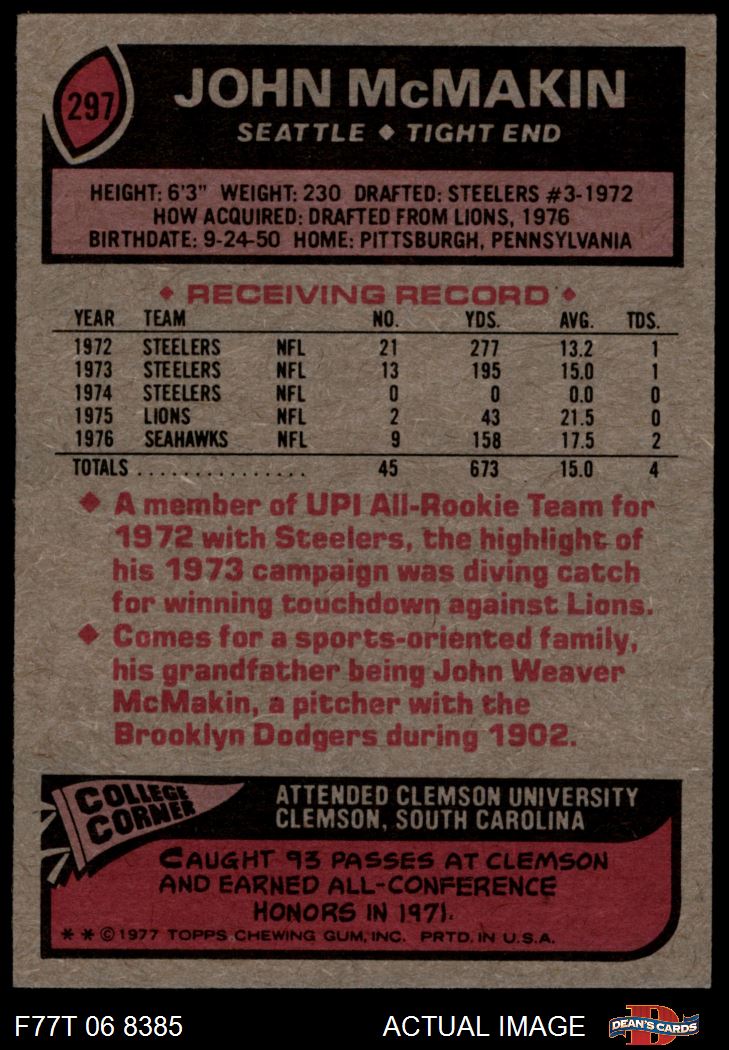 297
JOHN McMAKIN
SEATTLE ◆ TIGHT END
HEIGHT: 6'3" WEIGHT: 230 DRAFTED: STEELERS #3-1972
HOW ACQUIRED: DRAFTED FROM LIONS, 1976
BIRTHDATE: 9-24-50 HOME: PITTSBURGH, PENNSYLVANIA
◆ RECEIVING RECORD ◆
YEAR TEAM NO. YDS. AVG. TDS.
1972 STEELERS NFL 21 277 13.2 1
1973 STEELERS NFL 13 195 15.0 1
1974 STEELERS NFL 0 0 0.0 0
1975 LIONS NFL 2 43 21.5 0
1976 SEAHAWKS NFL 9 158 17.5 2
TOTALS . . . . . . . . . . . . . . . 45 673 15.0 4
◆ A member of UPI All-Rookie Team for
1972 with Steelers, the highlight of
his 1973 campaign was diving catch
for winning touchdown against Lions.
◆ Comes for a sports-oriented family,
his grandfather being John Weaver
McMakin, a pitcher with the
Brooklyn Dodgers during 1902.
COLLEGE
CORNER
ATTENDED CLEMSON UNIVERSITY
CLEMSON, SOUTH CAROLINA
CAUGHT 93 PASSES AT CLEMSON
AND EARNED ALL-CONFERENCE
HONORS IN 1971.
* * © 1977 TOPPS CHEWING GUM, INC. PRTD. IN U.S.A.
F77T 06 8385 ACTUAL IMAGE D DEAN'S CARDS